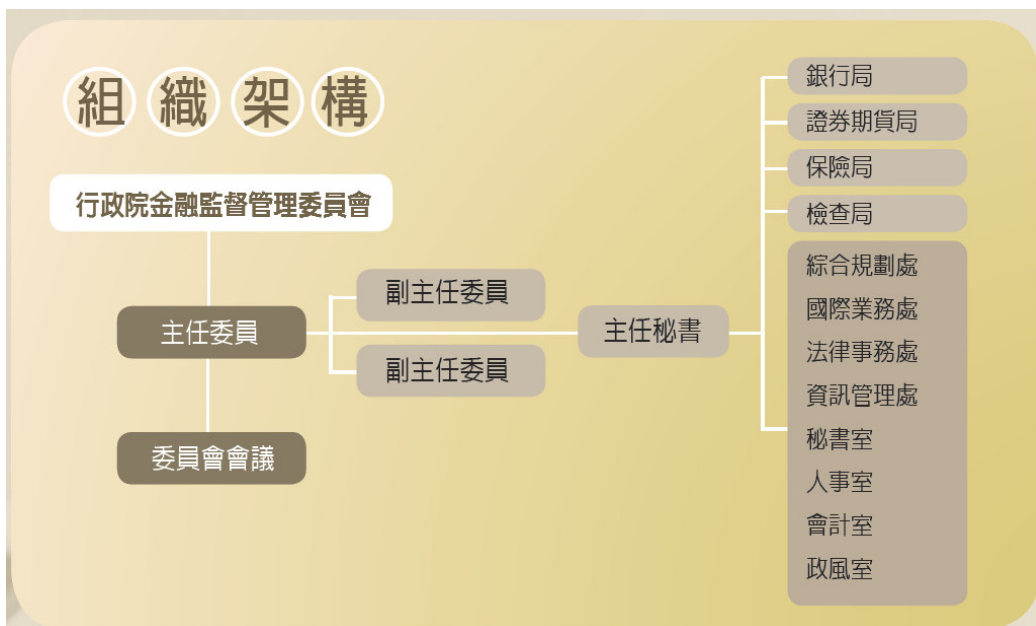 組織架構
行政院金融監督管理委員會
主任委員
委員會會議
副主任委員
副主任委員
主任秘書
銀行局
證券期貨局
保險局
檢查局
綜合規劃處
國際業務處
法律事務處
資訊管理處
秘書室
人事室
會計室
政風室